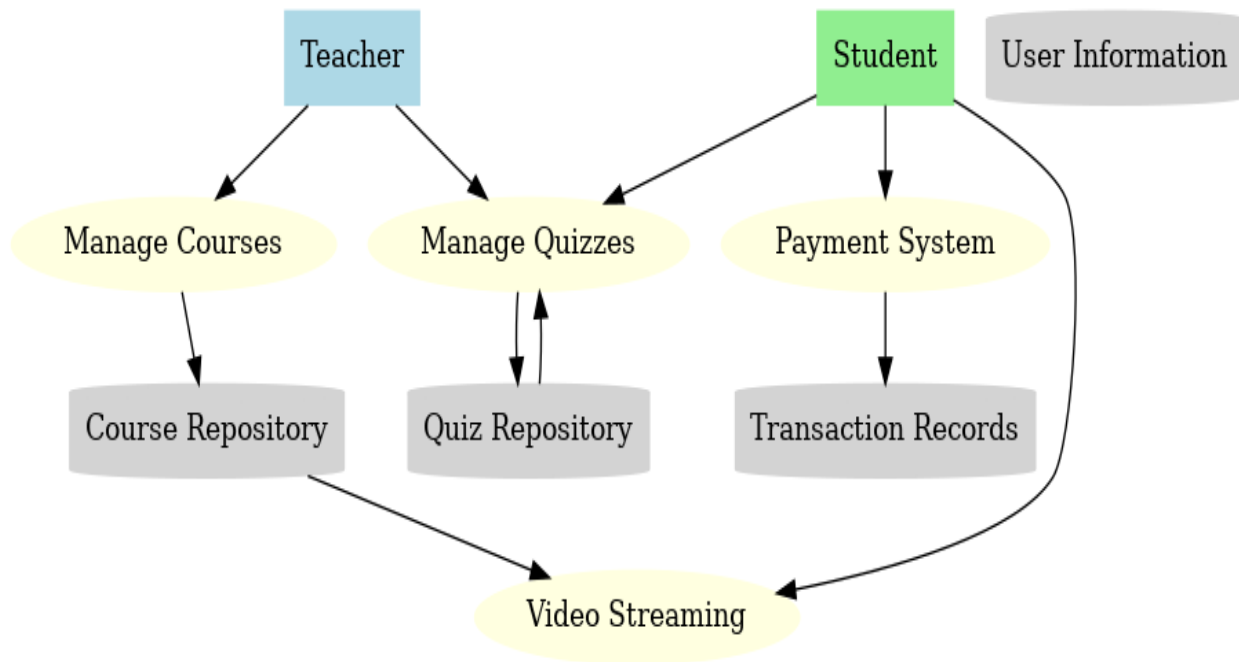 Teacher
Student
User Information
Manage Courses
Manage Quizzes
Payment System
Course Repository
Quiz Repository
Transaction Records
Video Streaming